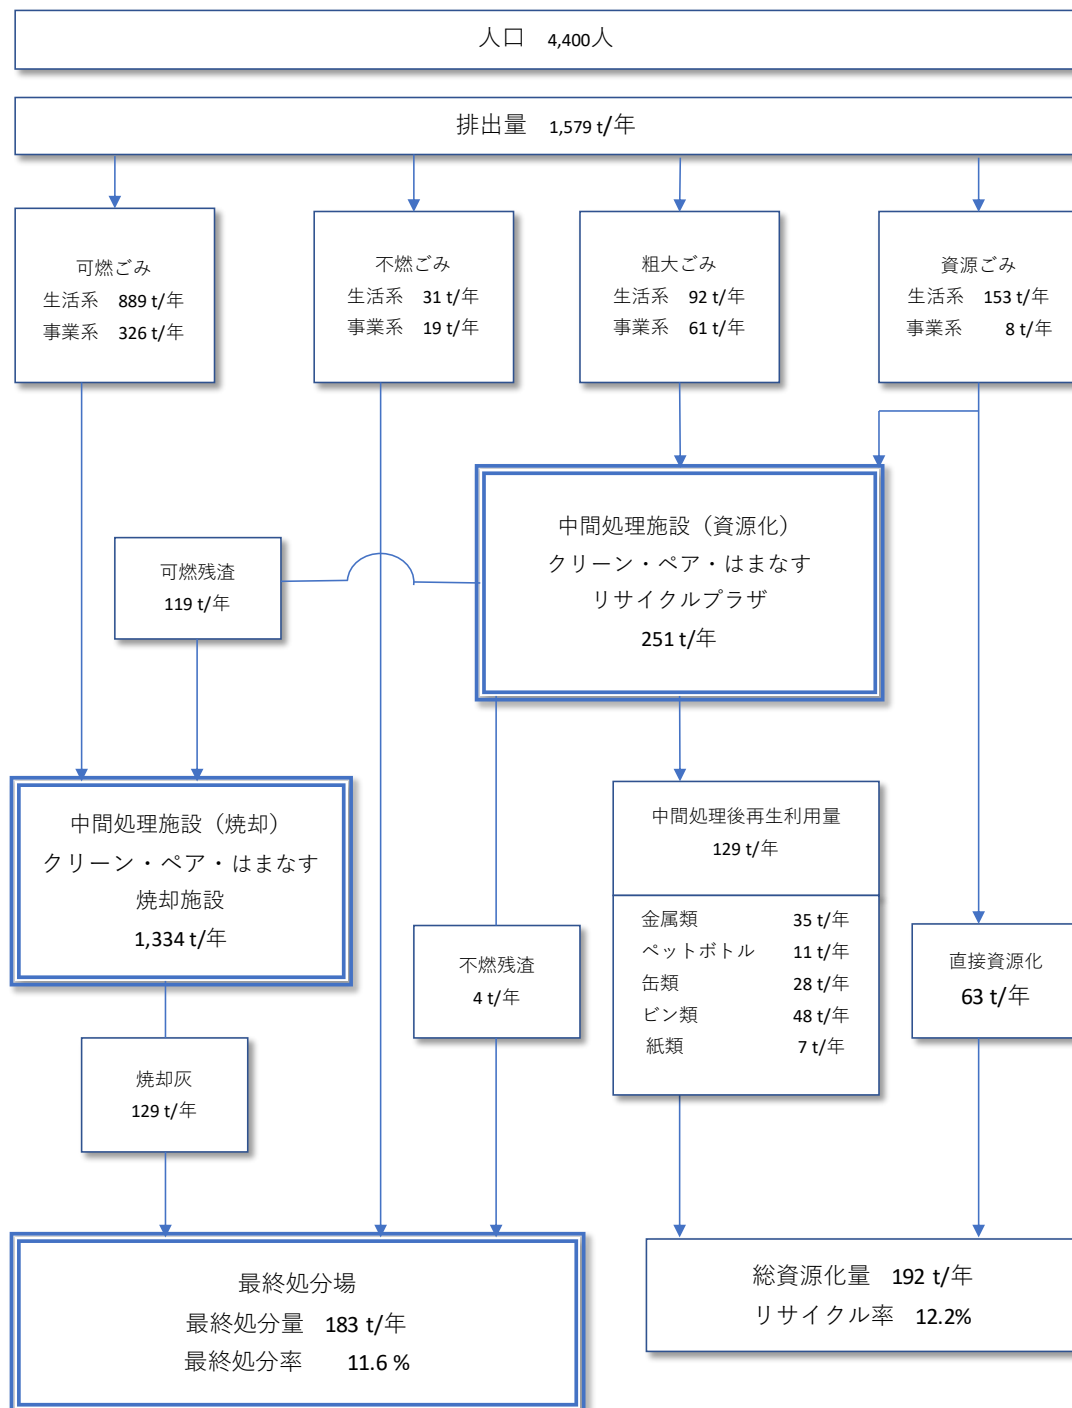 人口 4,400人
排出量 1,579 t/年
可燃ごみ
生活系 889 t/年
事業系 326 t/年
不燃ごみ
生活系 31 t/年
事業系 19 t/年
粗大ごみ
生活系 92 t/年
事業系 61 t/年
資源ごみ
生活系 153 t/年
事業系 8 t/年
中間処理施設（資源化）
クリーン・ペア・はまなす
リサイクルプラザ
251 t/年
可燃残渣
119 t/年
中間処理施設（焼却）
クリーン・ペア・はまなす
焼却施設
1,334 t/年
中間処理後再生利用量
129 t/年
金属類 35 t/年
ペットボトル 11 t/年
缶類 28 t/年
ビン類 48 t/年
紙類 7 t/年
不燃残渣
4 t/年
直接資源化
63 t/年
焼却灰
129 t/年
最終処分場
最終処分量 183 t/年
最終処分率 11.6 %
総資源化量 192 t/年
リサイクル率 12.2%